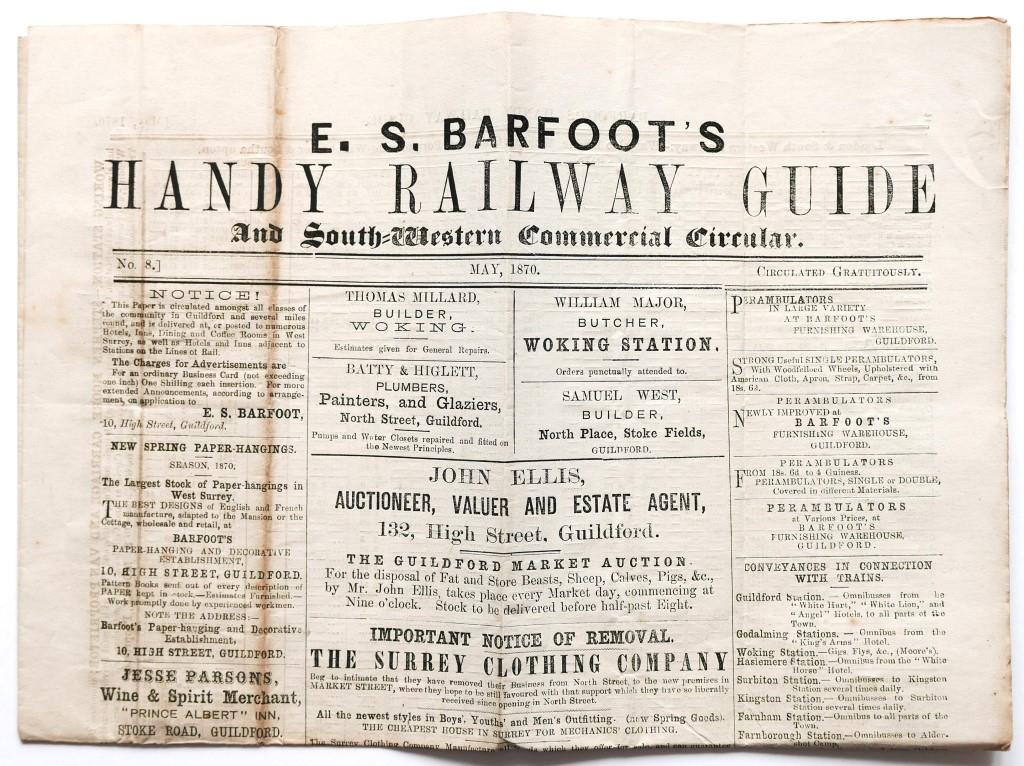 E. S. BARFOOT'S
HANDY RAILWAY GUIDE
And South-Western Commercial Circular.
No. 8.]
MAY, 1870.
CIRCULATED GRATUITOUSLY.
NOTICE!
This Paper is circulated amongst all classes of
the community in Guildford and several miles
round, and is delivered at, or posted to numerous
Hotels, Inns, Dining and Coffee Rooms in West
Surrey, as well as Hotels and Inns adjacent to
Stations on the Lines of Rail.
The Charges for Advertisements are
For an ordinary Business Card (not exceeding
one inch) One Shilling each insertion. For more
extended Announcements, according to arrange-
ment, on application to
E. S. BARFOOT,
10, High Street, Guildford.
NEW SPRING PAPER-HANGINGS.
SEASON, 1870.
The Largest Stock of Paper-hangings in
West Surrey.
THE BEST DESIGNS of English and French
manufacture, adapted to the Mansion or the
Cottage, wholesale and retail, at
BARFOOT'S
PAPER-HANGING AND DECORATIVE
ESTABLISHMENT,
10, HIGH STREET, GUILDFORD.
Pattern Books sent out of every description of
PAPER kept in stock.—Estimates Furnished.—
Work promptly done by experienced workmen.
NOTE THE ADDRESS:—
Barfoot's Paper-hanging and Decorative
Establishment,
10, HIGH STREET, GUILDFORD.
JESSE PARSONS,
Wine & Spirit Merchant,
"PRINCE ALBERT" INN,
STOKE ROAD, GUILDFORD.
THOMAS MILLARD,
BUILDER,
WOKING.
Estimates given for General Repairs.
BATTY & HIGLETT,
PLUMBERS,
Painters, and Glaziers,
North Street, Guildford.
Pumps and Water Closets repaired and fitted on
the Newest Principles.
WILLIAM MAJOR,
BUTCHER,
WOKING STATION.
Orders punctually attended to.
SAMUEL WEST,
BUILDER,
North Place, Stoke Fields,
GUILDFORD.
JOHN ELLIS,
AUCTIONEER, VALUER AND ESTATE AGENT,
132, High Street, Guildford.
THE GUILDFORD MARKET AUCTION
For the disposal of Fat and Store Beasts, Sheep, Calves, Pigs, &c.,
by Mr. John Ellis, takes place every Market day, commencing at
Nine o'clock. Stock to be delivered before half-past Eight.
IMPORTANT NOTICE OF REMOVAL.
THE SURREY CLOTHING COMPANY
Beg to intimate that they have removed their Business from North Street, to the new premises in
MARKET STREET, where they hope to be still favoured with that support which they have so liberally
received since opening in North Street.
All the newest styles in Boys', Youths' and Men's Outfitting. (new Spring Goods).
THE CHEAPEST HOUSE IN SURREY FOR MECHANICS' CLOTHING.
The Surrey Clothing Company Manufacture which they offer for sale, and can guarantee
PERAMBULATORS
IN LARGE VARIETY
AT BARFOOT'S
FURNISHING WAREHOUSE,
GUILDFORD.
STRONG Useful SINGLE PERAMBULATORS,
With Woodfelloed Wheels, Upholstered with
American Cloth, Apron, Strap, Carpet, &c., from
18s. 6d.
PERAMBULATORS
NEWLY IMPROVED at
BARFOOT'S
FURNISHING WAREHOUSE,
GUILDFORD.
PERAMBULATORS
FROM 18s. 6d. to 4 Guineas.
PERAMBULATORS, SINGLE or DOUBLE,
Covered in different Materials.
PERAMBULATORS
at Various Prices, at
BARFOOT'S
FURNISHING WAREHOUSE,
GUILDFORD.
CONVEYANCES IN CONNECTION
WITH TRAINS.
Guildford Station. — Omnibuses from he
"White Hart," "White Lion," and
"Angel" Hotels, to all parts of the
Town.
Godalming Stations. — Omnibus from the
"King's Arms" Hotel.
Woking Station.—Gigs, Flys, &c., (Moore's).
Haslemere Station.—Omnibus from the "White
Horse" Hotel.
Surbiton Station.—Omnibuses to Kingston
Station several times daily.
Kingston Station.—Omnibuses to Surbiton
Station several times daily.
Farnham Station.—Omnibus to all parts of the
Town.
Farnborough Station.—Omnibuses to Alder-
shot Camp.